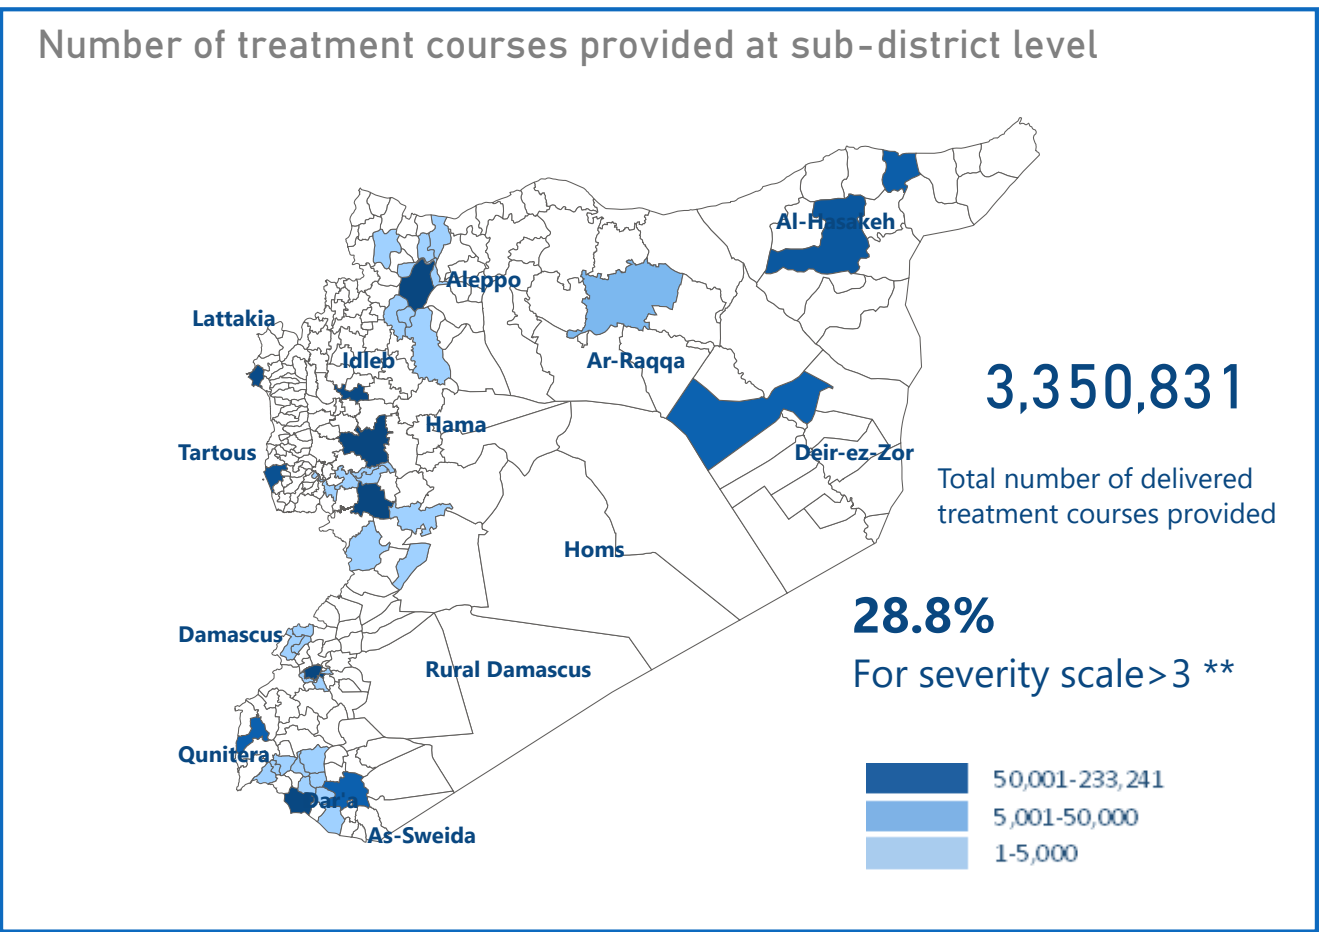 Number of treatment courses provided at sub-district level
Al-Hasakeh
Aleppo
Lattakia
Idleb
Ar-Raqqa
3,350,831
Hama
Tartous
Deir-ez-Zor
Total number of delivered
treatment courses provided
Homs
28.8%
Damascus
Rural Damascus
For severity scale>3 **
Qunitera
50,001-233,241
Dar'a
5,001-50,000
As-Sweida
1-5,000